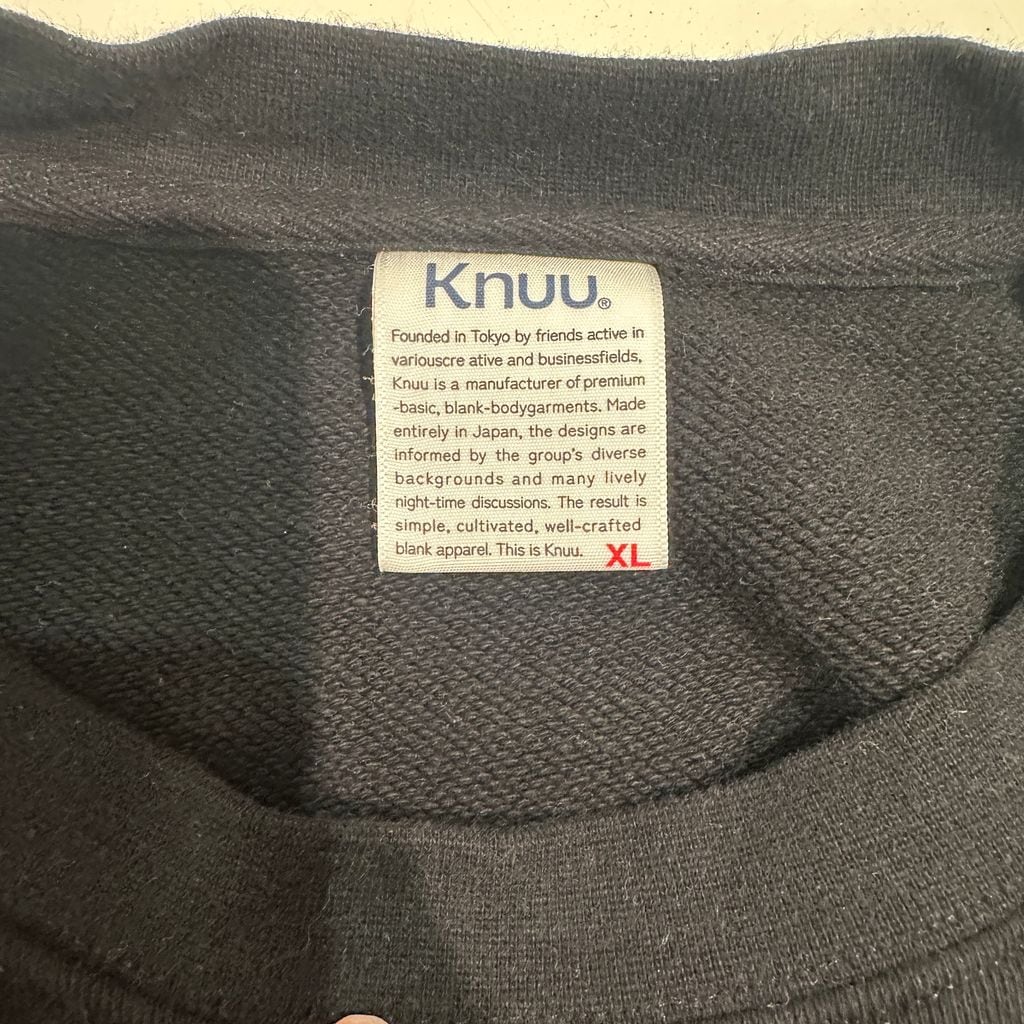 Knuu®
Founded in Tokyo by friends active in
variouscre ative and businessfields,
Knuu is a manufacturer of premium
-basic, blank-bodygarments. Made
entirely in Japan, the designs are
informed by the group's diverse
backgrounds and many lively
night-time discussions. The result is
simple, cultivated, well-crafted
blank apparel. This is Knuu. XL